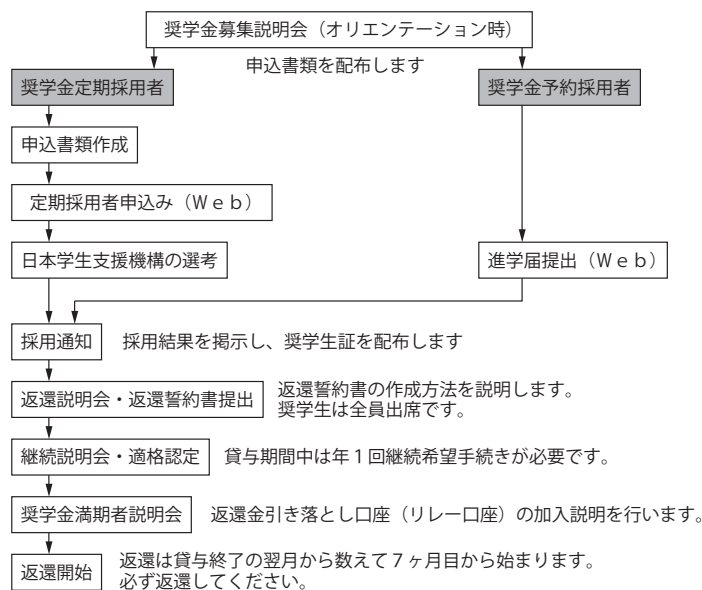 奨学金募集説明会（オリエンテーション時）
申込書類を配布します
奨学金定期採用者
奨学金予約採用者
申込書類作成
定期採用者申込み（Ｗｅｂ）
日本学生支援機構の選考
進学届提出（Ｗｅｂ）
採用通知
採用結果を掲示し、奨学生証を配布します
返還説明会・返還誓約書提出
返還誓約書の作成方法を説明します。
奨学生は全員出席です。
継続説明会・適格認定
貸与期間中は年１回継続希望手続きが必要です。
奨学金満期者説明会
返還金引き落とし口座（リレー口座）の加入説明を行います。
返還開始
返還は貸与終了の翌月から数えて７ヶ月目から始まります。
必ず返還してください。